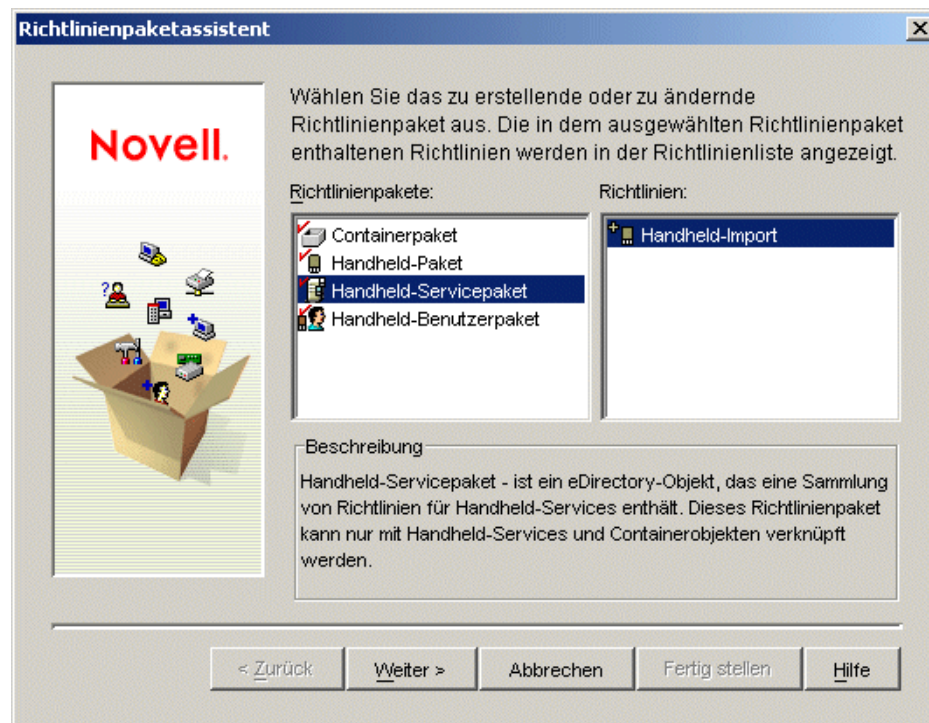 Richtlinienpaketassistent
Novell.
Wählen Sie das zu erstellende oder zu ändernde
Richtlinienpaket aus. Die in dem ausgewählten Richtlinienpaket
enthaltenen Richtlinien werden in der Richtlinienliste angezeigt.
Richtlinienpakete:
Richtlinien:
Containerpaket
Handheld-Paket
Handheld-Servicepaket
Handheld-Benutzerpaket
Handheld-Import
Beschreibung
Handheld-Servicepaket - ist ein eDirectory-Objekt, das eine Sammlung
von Richtlinien für Handheld-Services enthält. Dieses Richtlinienpaket
kann nur mit Handheld-Services und Containerobjekten verknüpft
werden.
< Zurück
Weiter >
Abbrechen
Fertig stellen
Hilfe